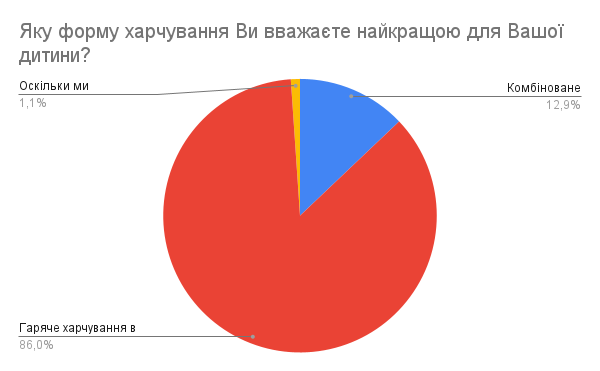 Яку форму харчування Ви вважаєте найкращою для Вашої
дитини?
Оскільки ми
1,1%
Комбіноване
12,9%
Гаряче харчування в
86,0%